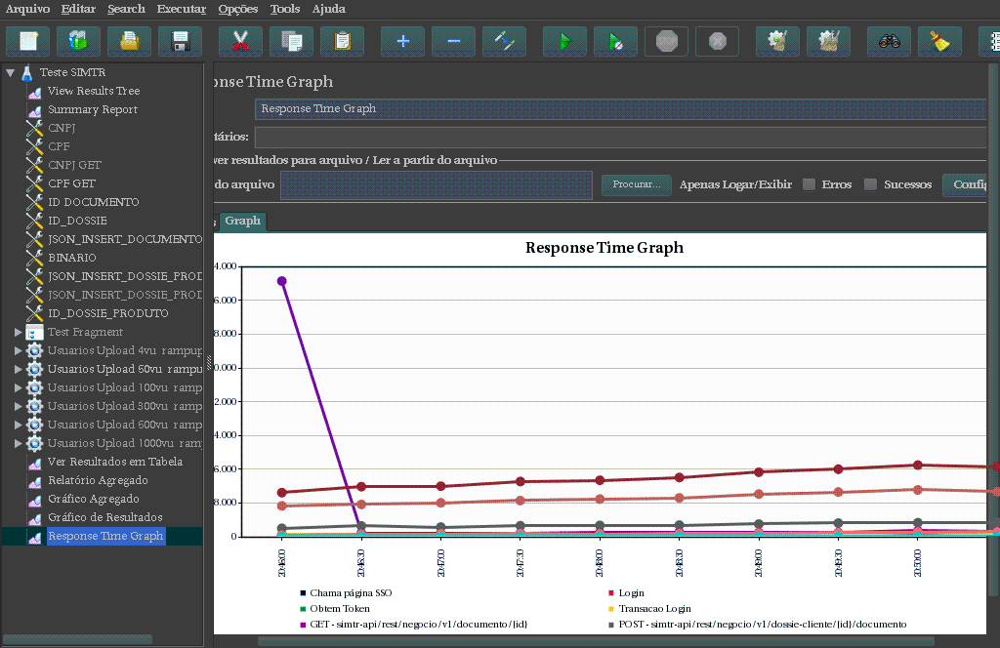 Arquivo Editar Search Executar Opções Tools Ajuda
Teste SIMTR
View Results Tree
Summary Report
CNPJ
CPF
CNPJ GET
CPF GET
ID DOCUMENTO
ID_DOSSIE
JSON_INSERT_DOCUMENTO
BINARIO
JSON_INSERT_DOSSIE_PROD
JSON_INSERT_DOSSIE_PROD
ID_DOSSIE_PRODUTO
Test Fragment
Usuarios Upload 4vu rampup
Usuarios Upload 50vu rampu
Usuarios Upload 100vu ramp
Usuarios Upload 300vu ramp
Usuarios Upload 600vu ramp
Usuarios Upload 1000vu ram
Ver Resultados em Tabela
Relatório Agregado
Gráfico Agregado
Gráfico de Resultados
Response Time Graph
nse Time Graph
Response Time Graph
tários:
ver resultados para arquivo / Ler a partir do arquivo
do arquivo Procurar... Apenas Logar/Exibir Erros Sucessos Config
s Graph
Response Time Graph
4.000
6.000
8.000
0.000
2.000
4.000
6.000
8.000
0
20:46:00 20:46:30 20:47:00 20:47:30 20:48:00 20:48:30 20:49:00 20:49:30 20:50:00
Chama página SSO Login
Obtem Token Transacao Login
GET - simtr-api/rest/negocio/v1/documento/{id} POST - simtr-api/rest/negocio/v1/dossie-cliente/{id}/documento